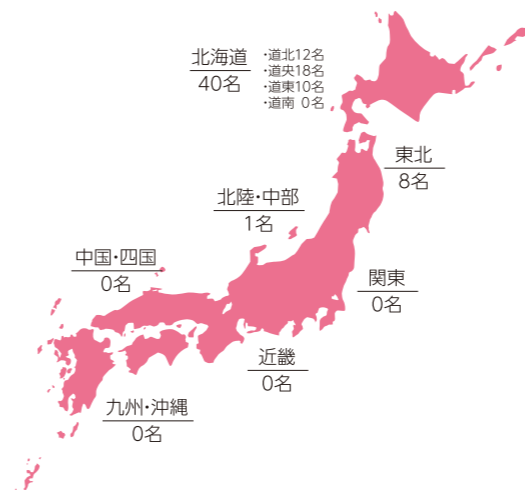 北海道
40名
・道北12名
・道央18名
・道東10名
・道南 0名
東北
8名
北陸・中部
1名
中国・四国
0名
関東
0名
近畿
0名
九州・沖縄
0名